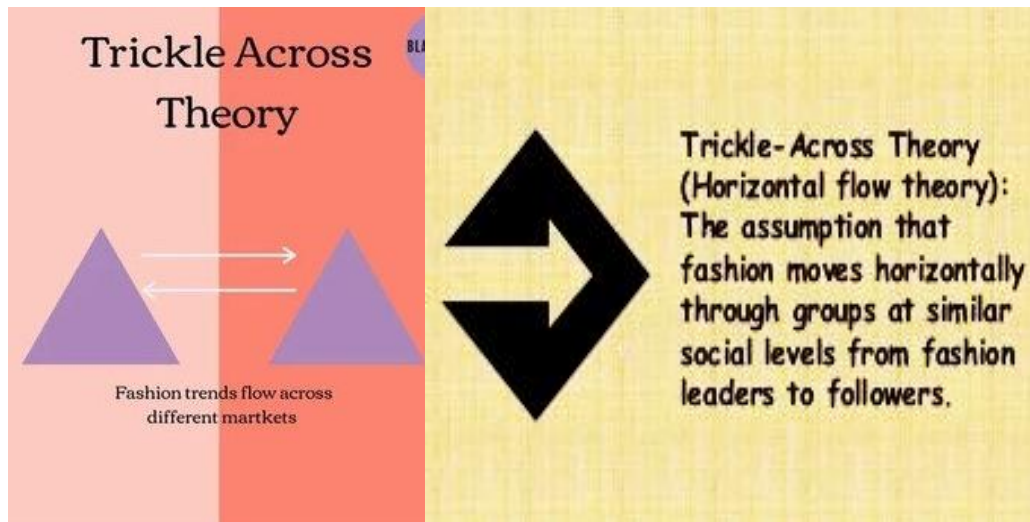 Trickle Across
Theory
Fashion trends flow across
different martkets
Trickle-Across Theory
(Horizontal flow theory):
The assumption that
fashion moves horizontally
through groups at similar
social levels from fashion
leaders to followers.